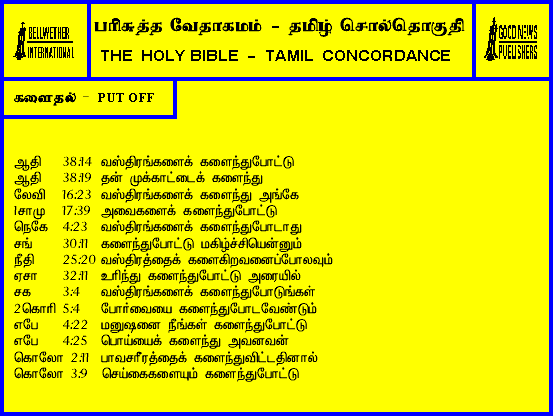 BELLWETHER
INTERNATIONAL
பரிசுத்த வேதாகமம் - தமிழ் சொல்தொகுதி
THE HOLY BIBLE - TAMIL CONCORDANCE
GOOD NEWS
PUBLISHERS
களைதல் - PUT OFF
ஆதி 38:14 வஸ்திரங்களைக் களைந்துபோட்டு
ஆதி 38:19 தன் முக்காட்டைக் களைந்து
லேவி 16:23 வஸ்திரங்களைக் களைந்து அங்கே
1சாமு 17:39 அவைகளைக் களைந்துபோட்டு
நெகே 4:23 வஸ்திரங்களைக் களைந்துபோடாது
சங் 30:11 களைந்துபோட்டு மகிழ்ச்சியென்னும்
நீதி 25:20 வஸ்திரத்தைக் களைகிறவனைப்போலவும்
ஏசா 32:11 உரிந்து களைந்துபோட்டு அரையில்
சக 3:4 வஸ்திரங்களைக் களைந்துபோடுங்கள்
2கொரி 5:4 போர்வையை களைந்துபோடவேண்டும்
எபே 4:22 மனுஷனை நீங்கள் களைந்துபோட்டு
எபே 4:25 பொய்யைக் களைந்து அவனவன்
கொலோ 2:11 பாவசரீரத்தைக் களைந்துவிட்டதினால்
கொலோ 3:9 செய்கைகளையும் களைந்துபோட்டு